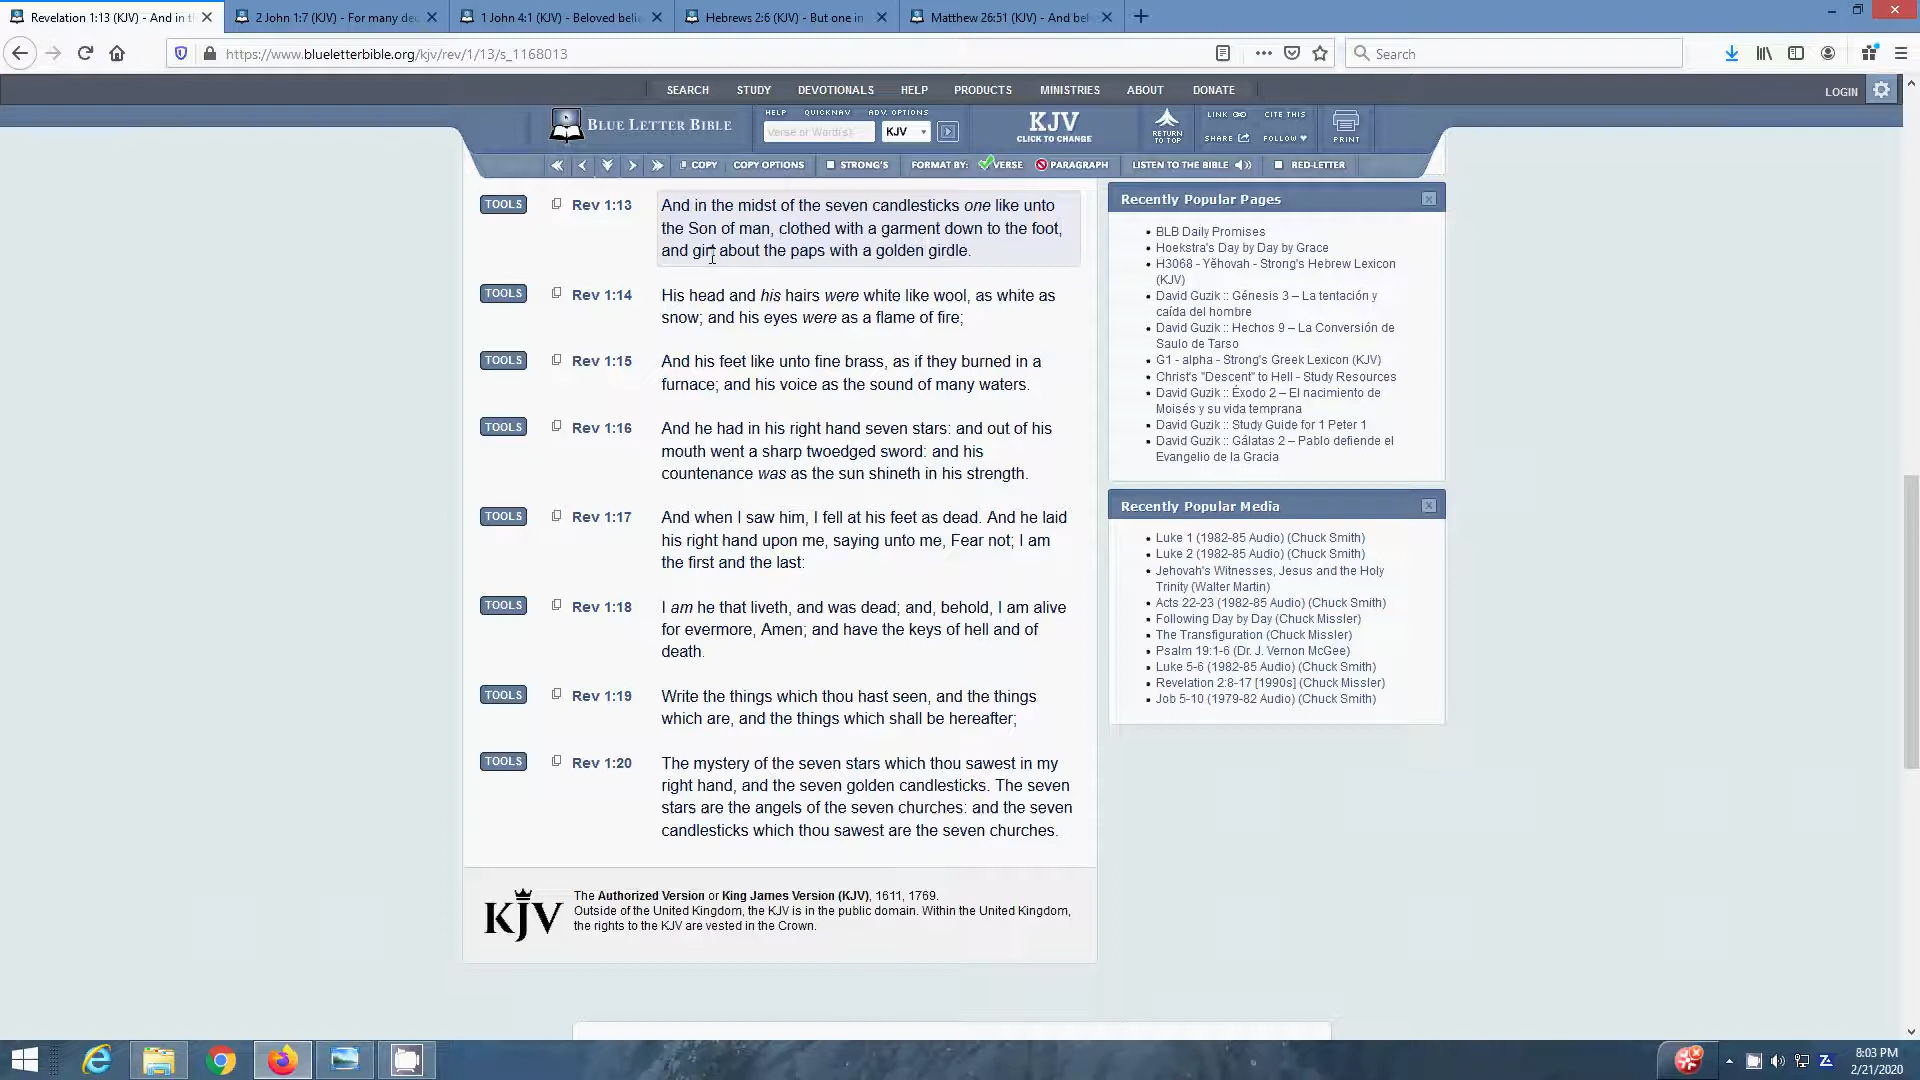 Revelation 1:13 (KJV) - And in t
2 John 1:7 (KJV) - For many de
1 John 4:1 (KJV) - Beloved beli
Hebrews 2:6 (KJV) - But one in
Matthew 26:51 (KJV) - And be
https://www.blueletterbible.org/kjv/rev/1/13/s_1168013
Search
SEARCH STUDY DEVOTIONALS HELP PRODUCTS MINISTRIES ABOUT DONATE
LOGIN
BLUE LETTER BIBLE
HELP QUICKNAV ADV. OPTIONS
Verse or Word(s)
KJV
KJV
CLICK TO CHANGE
RETURN
TO TOP
LINK CITE THIS
SHARE FOLLOW
PRINT
COPY COPY OPTIONS STRONG'S FORMAT BY: VERSE PARAGRAPH LISTEN TO THE BIBLE RED-LETTER
TOOLS Rev 1:13 And in the midst of the seven candlesticks one like unto
the Son of man, clothed with a garment down to the foot,
and girt about the paps with a golden girdle.
TOOLS Rev 1:14 His head and his hairs were white like wool, as white as
snow; and his eyes were as a flame of fire;
TOOLS Rev 1:15 And his feet like unto fine brass, as if they burned in a
furnace; and his voice as the sound of many waters.
TOOLS Rev 1:16 And he had in his right hand seven stars: and out of his
mouth went a sharp twoedged sword: and his
countenance was as the sun shineth in his strength.
TOOLS Rev 1:17 And when I saw him, I fell at his feet as dead. And he laid
his right hand upon me, saying unto me, Fear not; I am
the first and the last:
TOOLS Rev 1:18 I am he that liveth, and was dead; and, behold, I am alive
for evermore, Amen; and have the keys of hell and of
death.
TOOLS Rev 1:19 Write the things which thou hast seen, and the things
which are, and the things which shall be hereafter;
TOOLS Rev 1:20 The mystery of the seven stars which thou sawest in my
right hand, and the seven golden candlesticks. The seven
stars are the angels of the seven churches: and the seven
candlesticks which thou sawest are the seven churches.
KJV
The Authorized Version or King James Version (KJV), 1611, 1769.
Outside of the United Kingdom, the KJV is in the public domain. Within the United Kingdom,
the rights to the KJV are vested in the Crown.
Recently Popular Pages
BLB Daily Promises
Hoekstra's Day by Day by Grace
H3068 - Yĕhovah - Strong's Hebrew Lexicon
(KJV)
David Guzik :: Génesis 3 – La tentación y
caída del hombre
David Guzik :: Hechos 9 – La Conversión de
Saulo de Tarso
G1 - alpha - Strong's Greek Lexicon (KJV)
Christ's "Descent" to Hell - Study Resources
David Guzik :: Éxodo 2 – El nacimiento de
Moisés y su vida temprana
David Guzik :: Study Guide for 1 Peter 1
David Guzik :: Gálatas 2 – Pablo defiende el
Evangelio de la Gracia
Recently Popular Media
Luke 1 (1982-85 Audio) (Chuck Smith)
Luke 2 (1982-85 Audio) (Chuck Smith)
Jehovah's Witnesses, Jesus and the Holy
Trinity (Walter Martin)
Acts 22-23 (1982-85 Audio) (Chuck Smith)
Following Day by Day (Chuck Missler)
The Transfiguration (Chuck Missler)
Psalm 19:1-6 (Dr. J. Vernon McGee)
Luke 5-6 (1982-85 Audio) (Chuck Smith)
Revelation 2:8-17 [1990s] (Chuck Missler)
Job 5-10 (1979-82 Audio) (Chuck Smith)
8:03 PM
2/21/2020